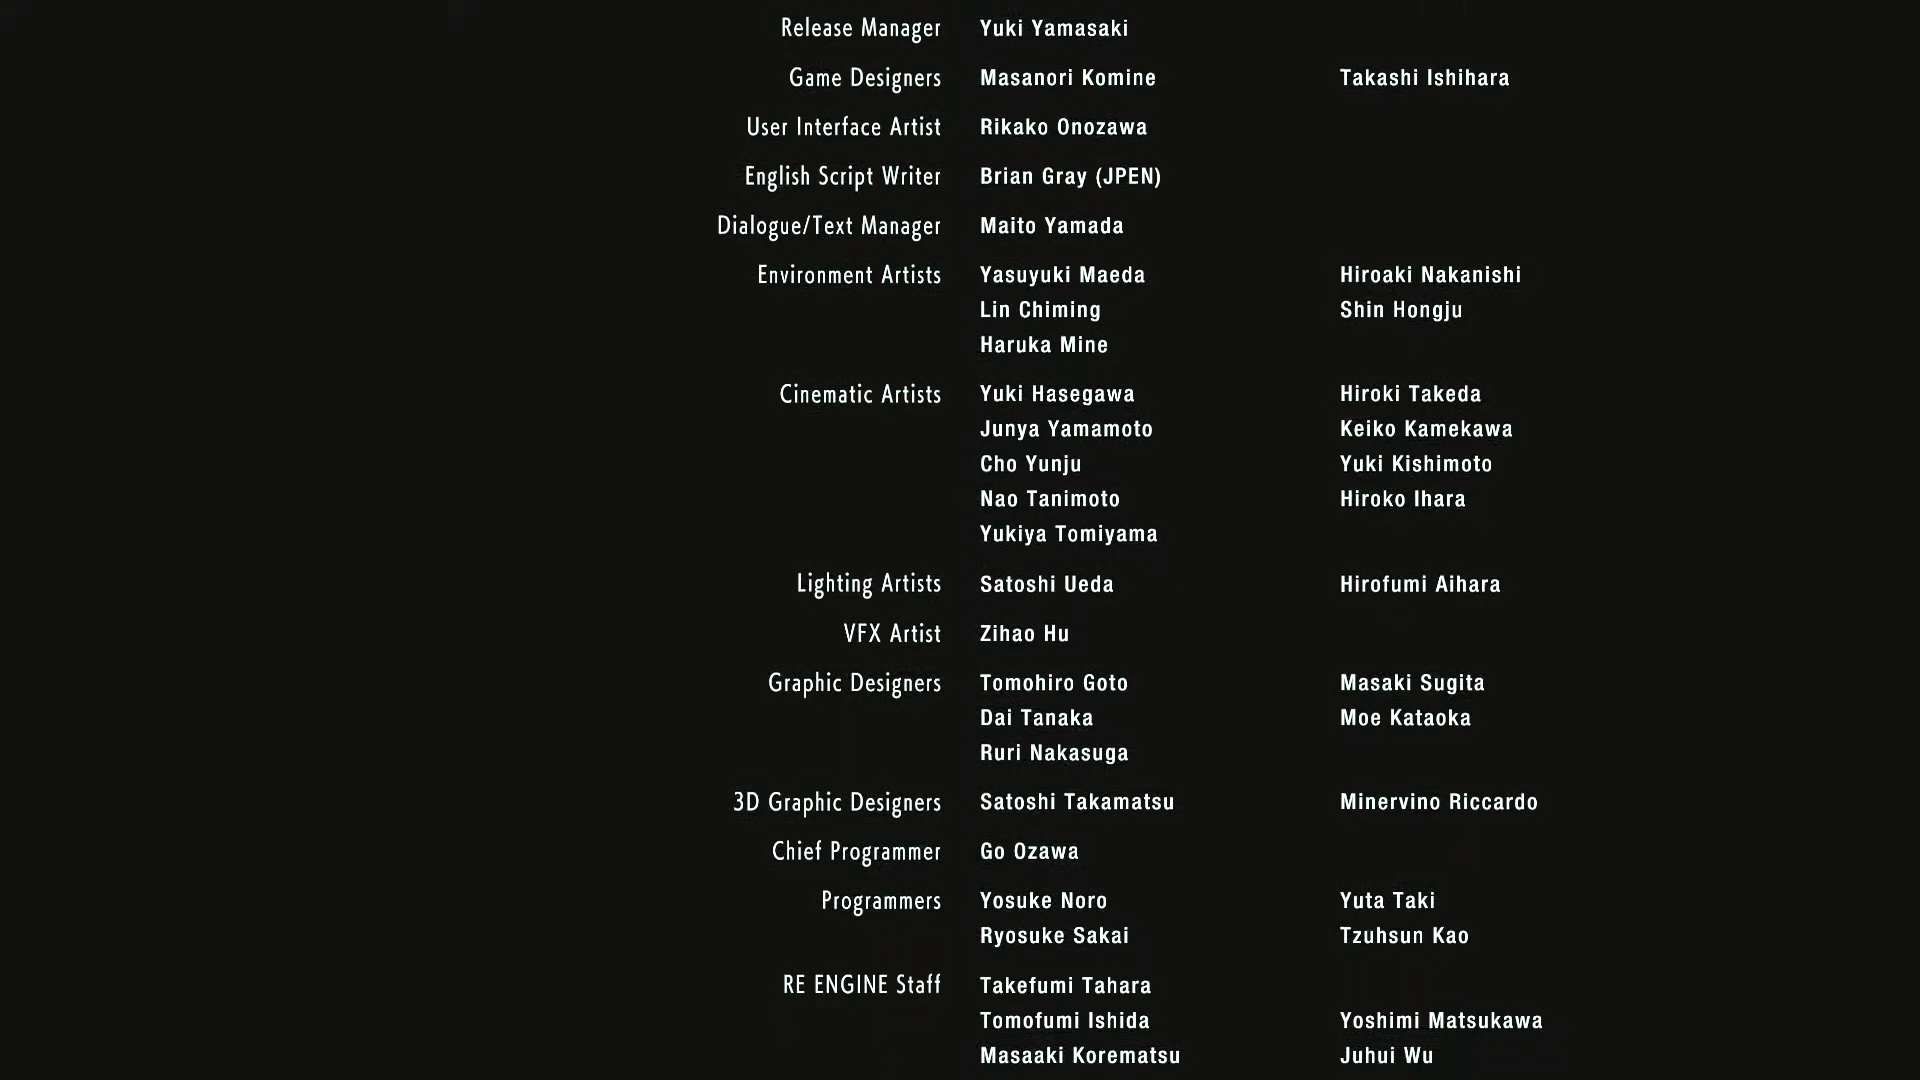 Release Manager Yuki Yamasaki
Game Designers Masanori Komine Takashi Ishihara
User Interface Artist Rikako Onozawa
English Script Writer Brian Gray (JPEN)
Dialogue/Text Manager Maito Yamada
Environment Artists Yasuyuki Maeda Hiroaki Nakanishi
Lin Chiming Shin Hongju
Haruka Mine
Cinematic Artists Yuki Hasegawa Hiroki Takeda
Junya Yamamoto Keiko Kamekawa
Cho Yunju Yuki Kishimoto
Nao Tanimoto Hiroko Ihara
Yukiya Tomiyama
Lighting Artists Satoshi Ueda Hirofumi Aihara
VFX Artist Zihao Hu
Graphic Designers Tomohiro Goto Masaki Sugita
Dai Tanaka Moe Kataoka
Ruri Nakasuga
3D Graphic Designers Satoshi Takamatsu Minervino Riccardo
Chief Programmer Go Ozawa
Programmers Yosuke Noro Yuta Taki
Ryosuke Sakai Tzuhsun Kao
RE ENGINE Staff Takefumi Tahara
Tomofumi Ishida Yoshimi Matsukawa
Masaaki Korematsu Juhui Wu